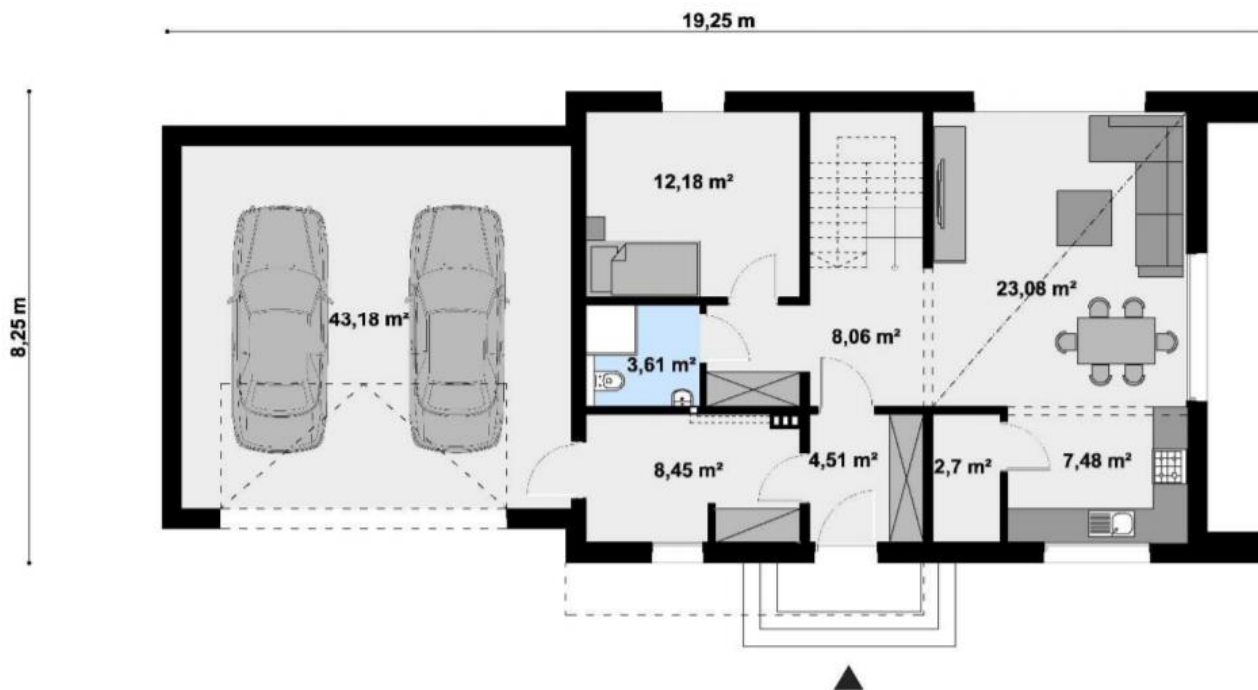 19,25 m
8,25 m
12,18 m²
43,18 m²
23,08 m²
8,06 m²
3,61 m²
8,45 m²
4,51 m²
2,7 m²
7,48 m²